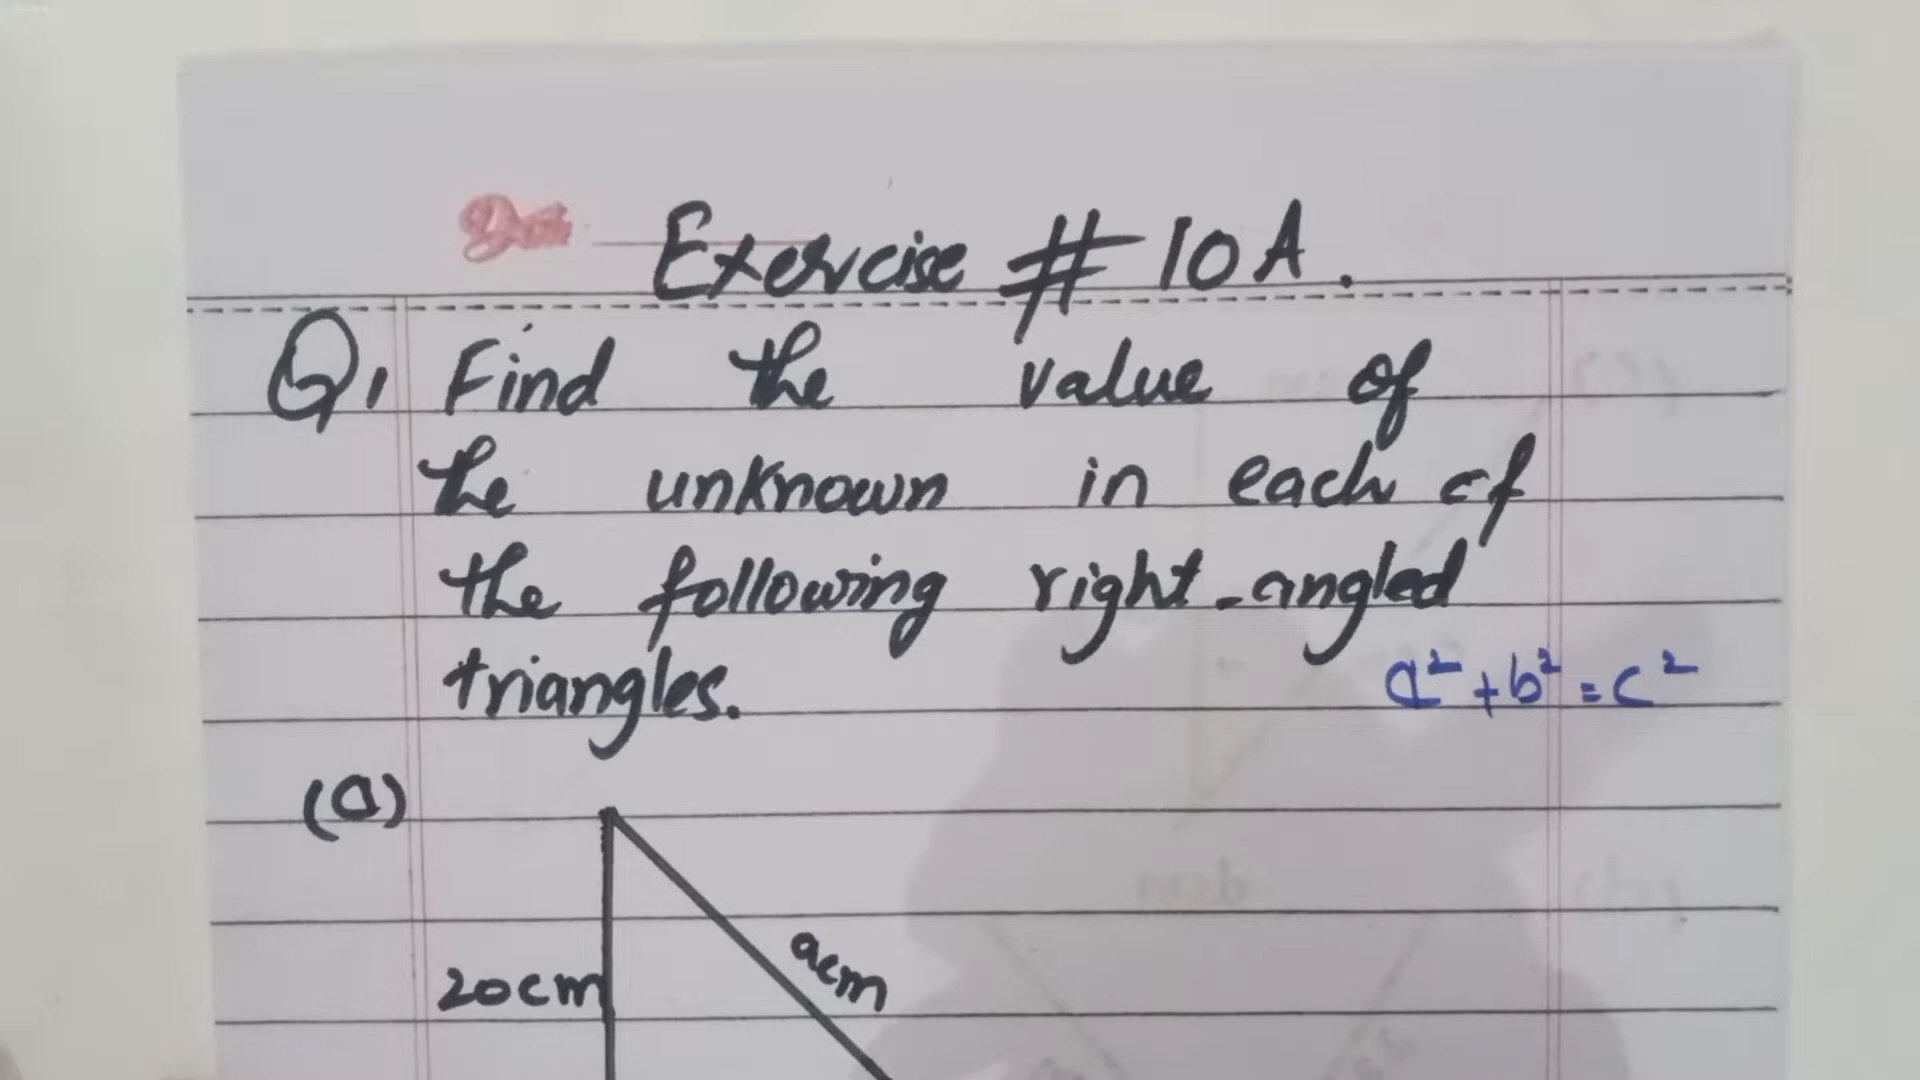 Exercise # 10A.
Q1 Find the value of
the unknown in each of
the following right-angled
triangles.
a² + b² = c²
(a)
20cm
acm